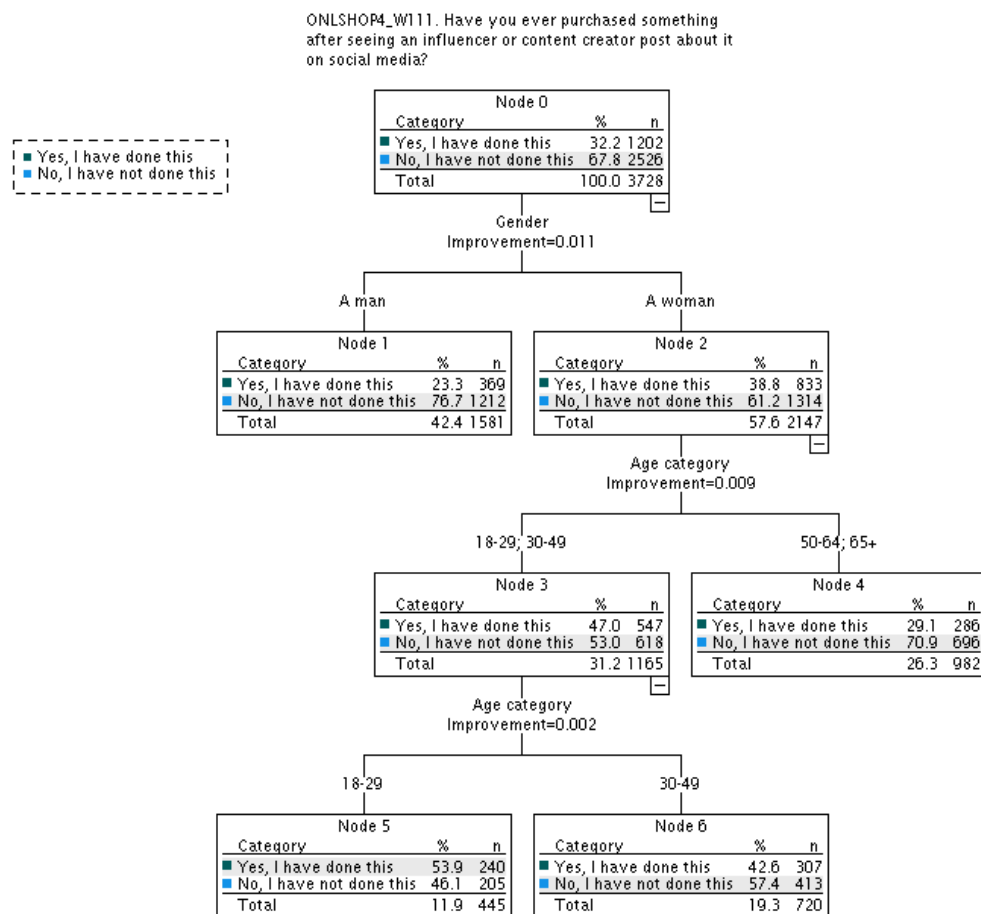 ONLSHOP4_W111. Have you ever purchased something
after seeing an influencer or content creator post about it
on social media?
Yes, I have done this
No, I have not done this
Node 0
Category % n
Yes, I have done this 32.2 1202
No, I have not done this 67.8 2526
Total 100.0 3728
Gender
Improvement=0.011
A man
A woman
Node 1
Category % n
Yes, I have done this 23.3 369
No, I have not done this 76.7 1212
Total 42.4 1581
Node 2
Category % n
Yes, I have done this 38.8 833
No, I have not done this 61.2 1314
Total 57.6 2147
Age category
Improvement=0.009
18-29; 30-49
50-64; 65+
Node 3
Category % n
Yes, I have done this 47.0 547
No, I have not done this 53.0 618
Total 31.2 1165
Node 4
Category % n
Yes, I have done this 29.1 286
No, I have not done this 70.9 696
Total 26.3 982
Age category
Improvement=0.002
18-29
30-49
Node 5
Category % n
Yes, I have done this 53.9 240
No, I have not done this 46.1 205
Total 11.9 445
Node 6
Category % n
Yes, I have done this 42.6 307
No, I have not done this 57.4 413
Total 19.3 720